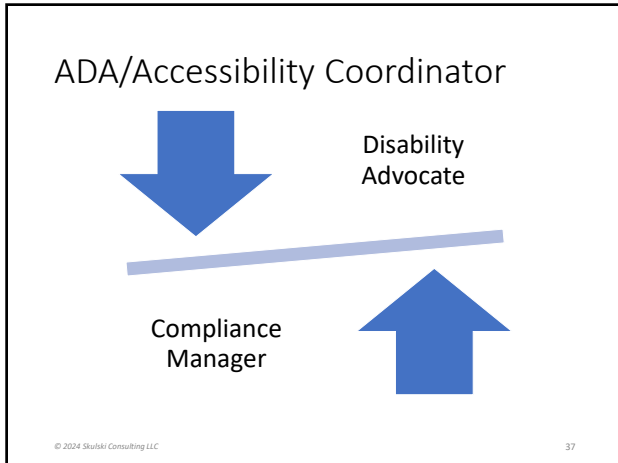 ADA/Accessibility Coordinator
Disability
Advocate
Compliance
Manager
© 2024 Skulski Consulting LLC
37